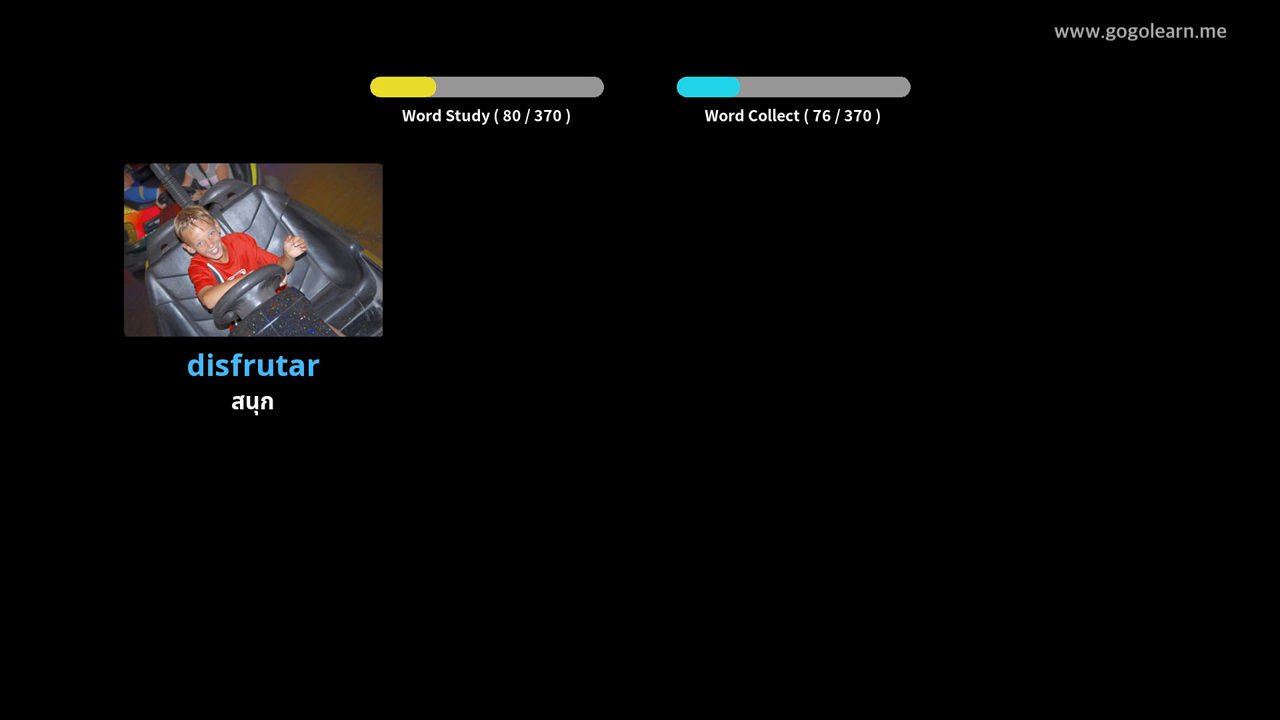 www.gogolearn.me
Word Study ( 80 / 370 )
Word Collect ( 76 / 370 )
disfrutar
สนุก